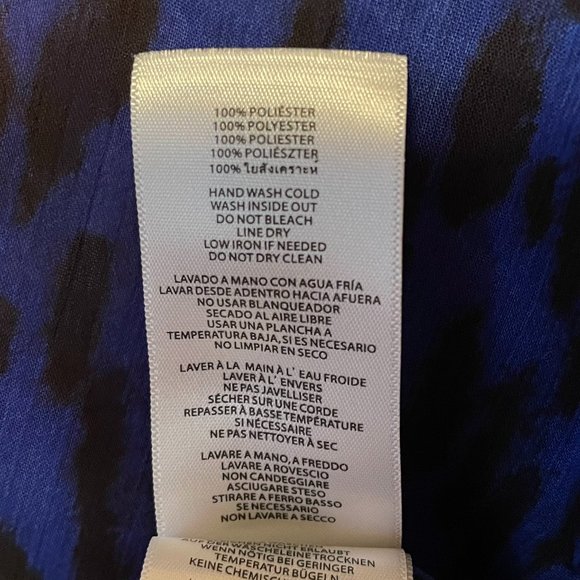 100% POLIÉSTER
100% POLYESTER
100% POLIESTER
100% POLIÉSZTER
100% ใยสังเคราะห์
HAND WASH COLD
WASH INSIDE OUT
DO NOT BLEACH
LINE DRY
LOW IRON IF NEEDED
DO NOT DRY CLEAN
LAVADO A MANO CON AGUA FRÍA
LAVAR DESDE ADENTRO HACIA AFUERA
NO USAR BLANQUEADOR
SECADO AL AIRE LIBRE
USAR UNA PLANCHA A
TEMPERATURA BAJA, SI ES NECESARIO
NO LIMPIAR EN SECO
LAVER À LA MAIN À L' EAU FROIDE
LAVER À L' ENVERS
NE PAS JAVELLISER
SÉCHER SUR UNE CORDE
REPASSER À BASSE TEMPÉRATURE
SI NÉCESSAIRE
NE PAS NETTOYER À SEC
LAVARE A MANO, A FREDDO
LAVARE A ROVESCIO
NON CANDEGGIARE
ASCIUGARE STESO
STIRARE A FERRO BASSO
SE NECESSARIO
NON LAVARE A SECCO
NICHT ERLAUBT
AUF DER WÄSCHELEINE TROCKNEN
WENN NÖTIG BEI GERINGER
TEMPERATUR BÜGELN
KEINE CHEMISCHE